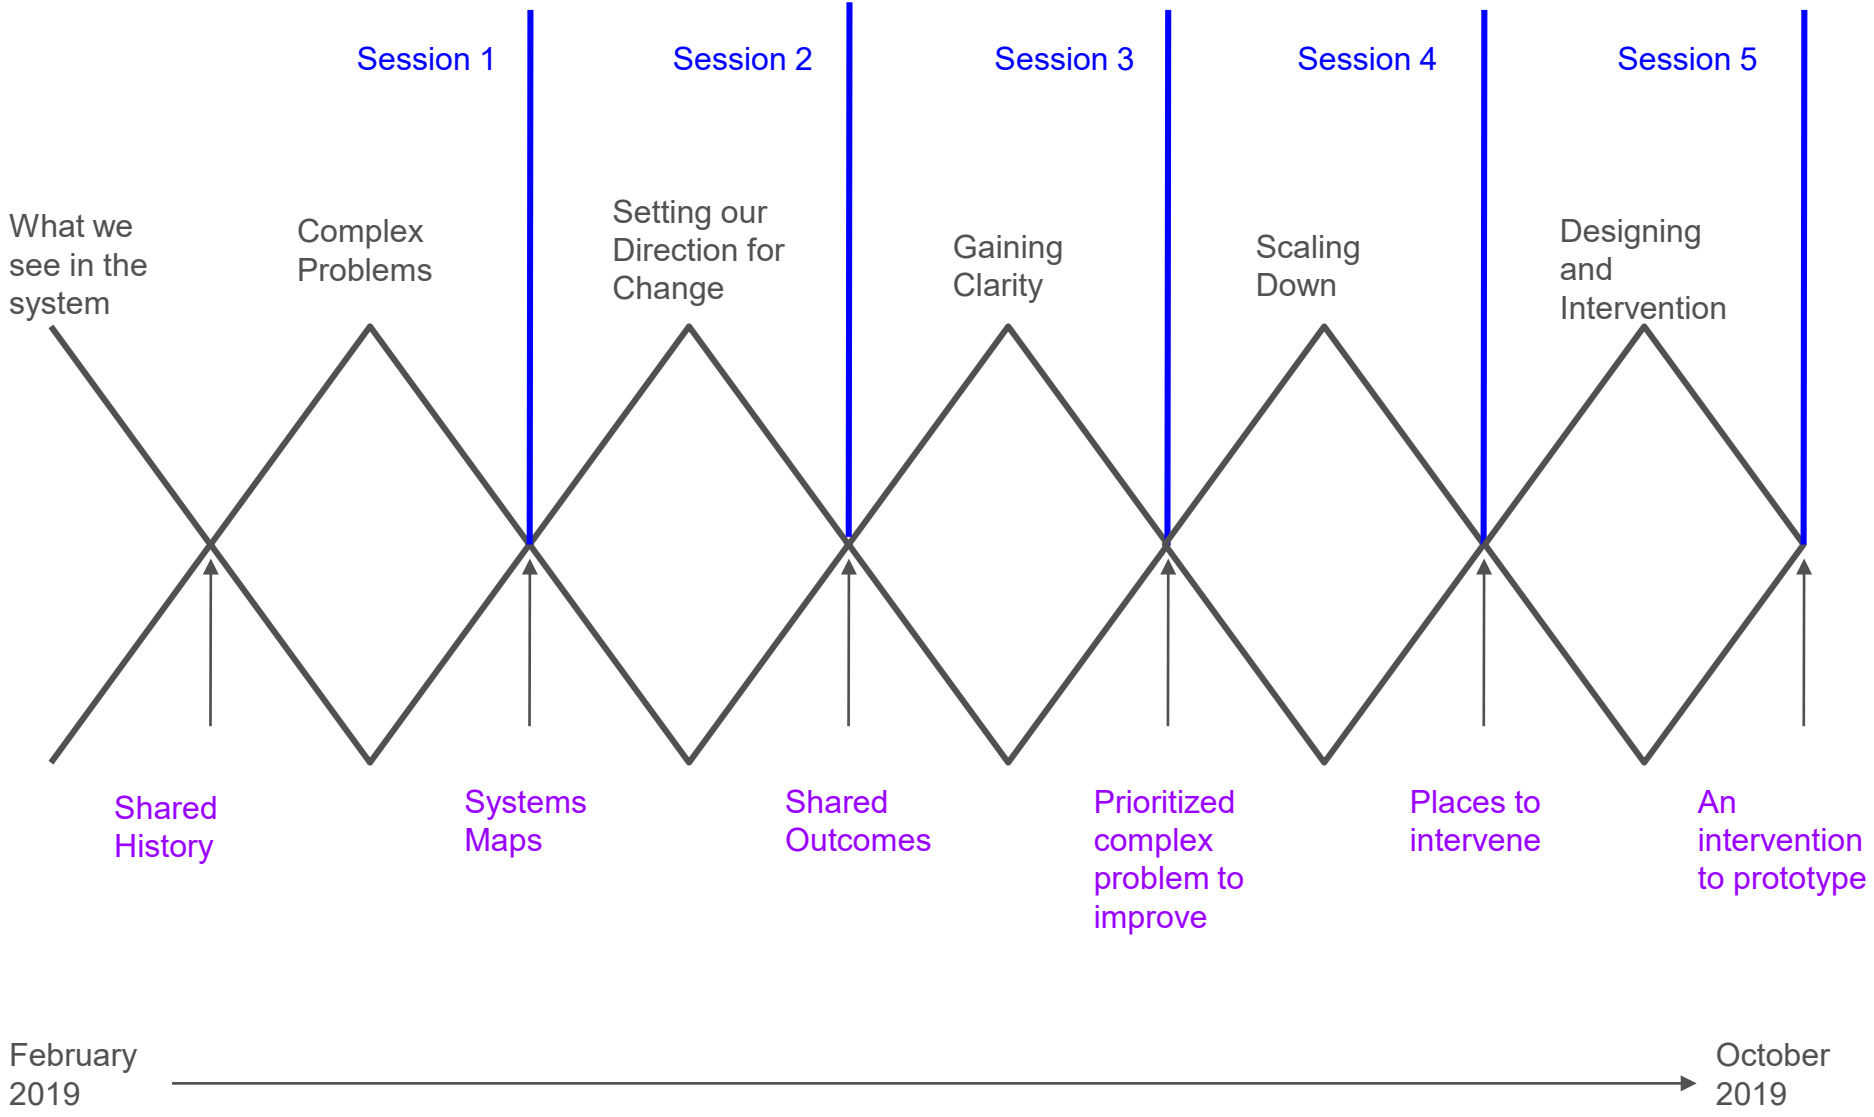 Session 1
Session 2
Session 3
Session 4
Session 5
What we
see in the
system
Complex
Problems
Setting our
Direction for
Change
Gaining
Clarity
Scaling
Down
Designing
and
Intervention
Shared
History
Systems
Maps
Shared
Outcomes
Prioritized
complex
problem to
improve
Places to
intervene
An
intervention
to prototype
February
2019
October
2019